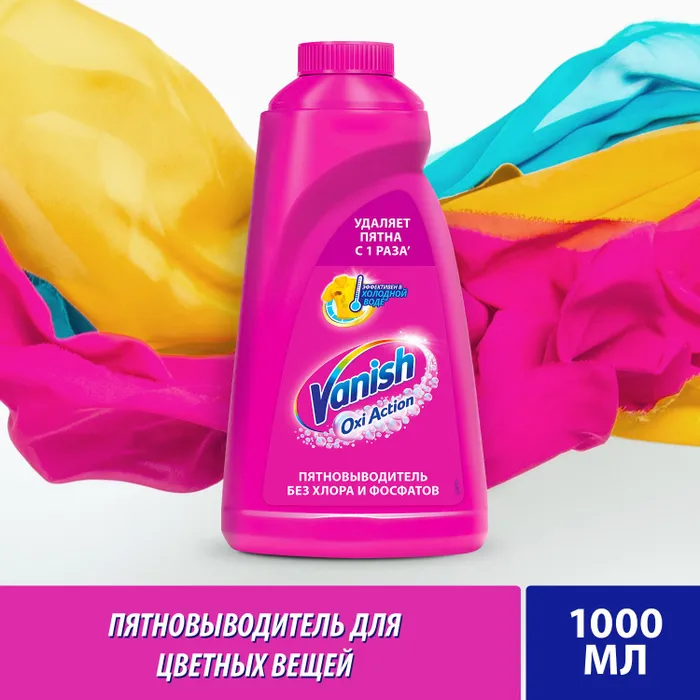 УДАЛЯЕТ
ПЯТНА
С 1 РАЗА'
ЭФФЕКТИВЕН В
ХОЛОДНОЙ
ВОДЕ
Vanish
Oxi Action
ПЯТНОВЫВОДИТЕЛЬ
БЕЗ ХЛОРА И ФОСФАТОВ
ПЯТНОВЫВОДИТЕЛЬ ДЛЯ
ЦВЕТНЫХ ВЕЩЕЙ
1000
МЛ